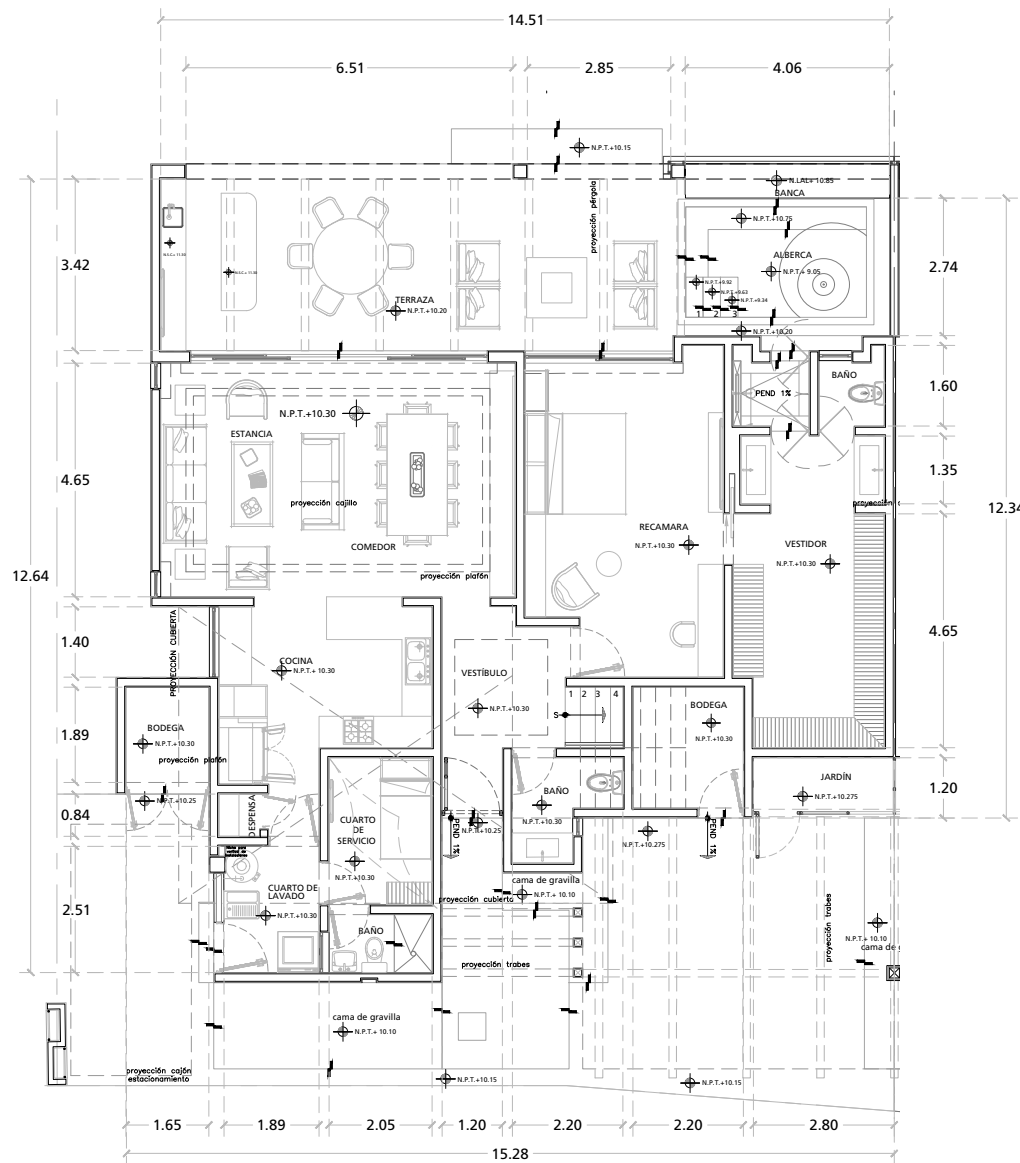 14.51
6.51
2.85
4.06
N.P.T.+10.15
N.LAL+ 10.85
BANCA
N.P.T.+10.75
proyección pérgola
3.42
2.74
ALBERCA
N.P.T.+ 9.05
N.P.T.+9.92
N.P.T.+9.63
N.P.T.+9.34
1 2 3
TERRAZA
N.P.T.+10.20
N.P.T.+10.20
BAÑO
1.60
PEND 1%
N.P.T.+10.30
ESTANCIA
4.65
1.35
proyección cajillo
proyección c
12.34
RECAMARA
N.P.T.+10.30
VESTIDOR
N.P.T.+10.30
COMEDOR
proyección plafón
12.64
1.40
PROYECCIÓN CUBIERTA
4.65
COCINA
N.P.T.+ 10.30
VESTÍBULO
N.P.T.+10.30
1 2 3 4
S
BODEGA
N.P.T.+10.30
BODEGA
N.P.T.+10.30
1.89
proyección plafón
JARDÍN
N.P.T.+ 10.275
1.20
N.P.T.+10.25
BAÑO
N.P.T.+10.30
0.84
DESPENSA
CUARTO
DE
SERVICIO
N.P.T.+10.30
N.P.T.+10.25
PEND 1%
N.P.T.+10.275
PEND 1%
cama de gravilla
N.P.T.+ 10.10
CUARTO DE
LAVADO
N.P.T.+10.30
proyección cubierta
2.51
BAÑO
proyección trabes
proyección trabes
N.P.T.+ 10.10
cama de g
cama de gravilla
N.P.T.+ 10.10
proyección cajón
estacionamiento
N.P.T.+10.15
N.P.T.+10.15
1.65
1.89
2.05
1.20
2.20
2.20
2.80
15.28